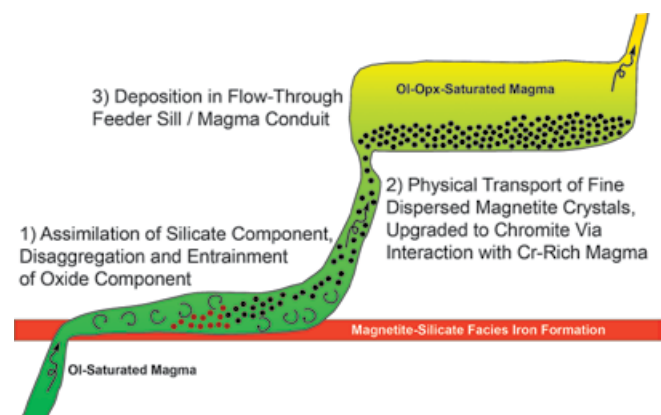 Ol-Opx-Saturated Magma
3) Deposition in Flow-Through
Feeder Sill / Magma Conduit
2) Physical Transport of Fine
Dispersed Magnetite Crystals,
Upgraded to Chromite Via
Interaction with Cr-Rich Magma
1) Assimilation of Silicate Component,
Disaggregation and Entrainment
of Oxide Component
Magnetite-Silicate Facies Iron Formation
Ol-Saturated Magma